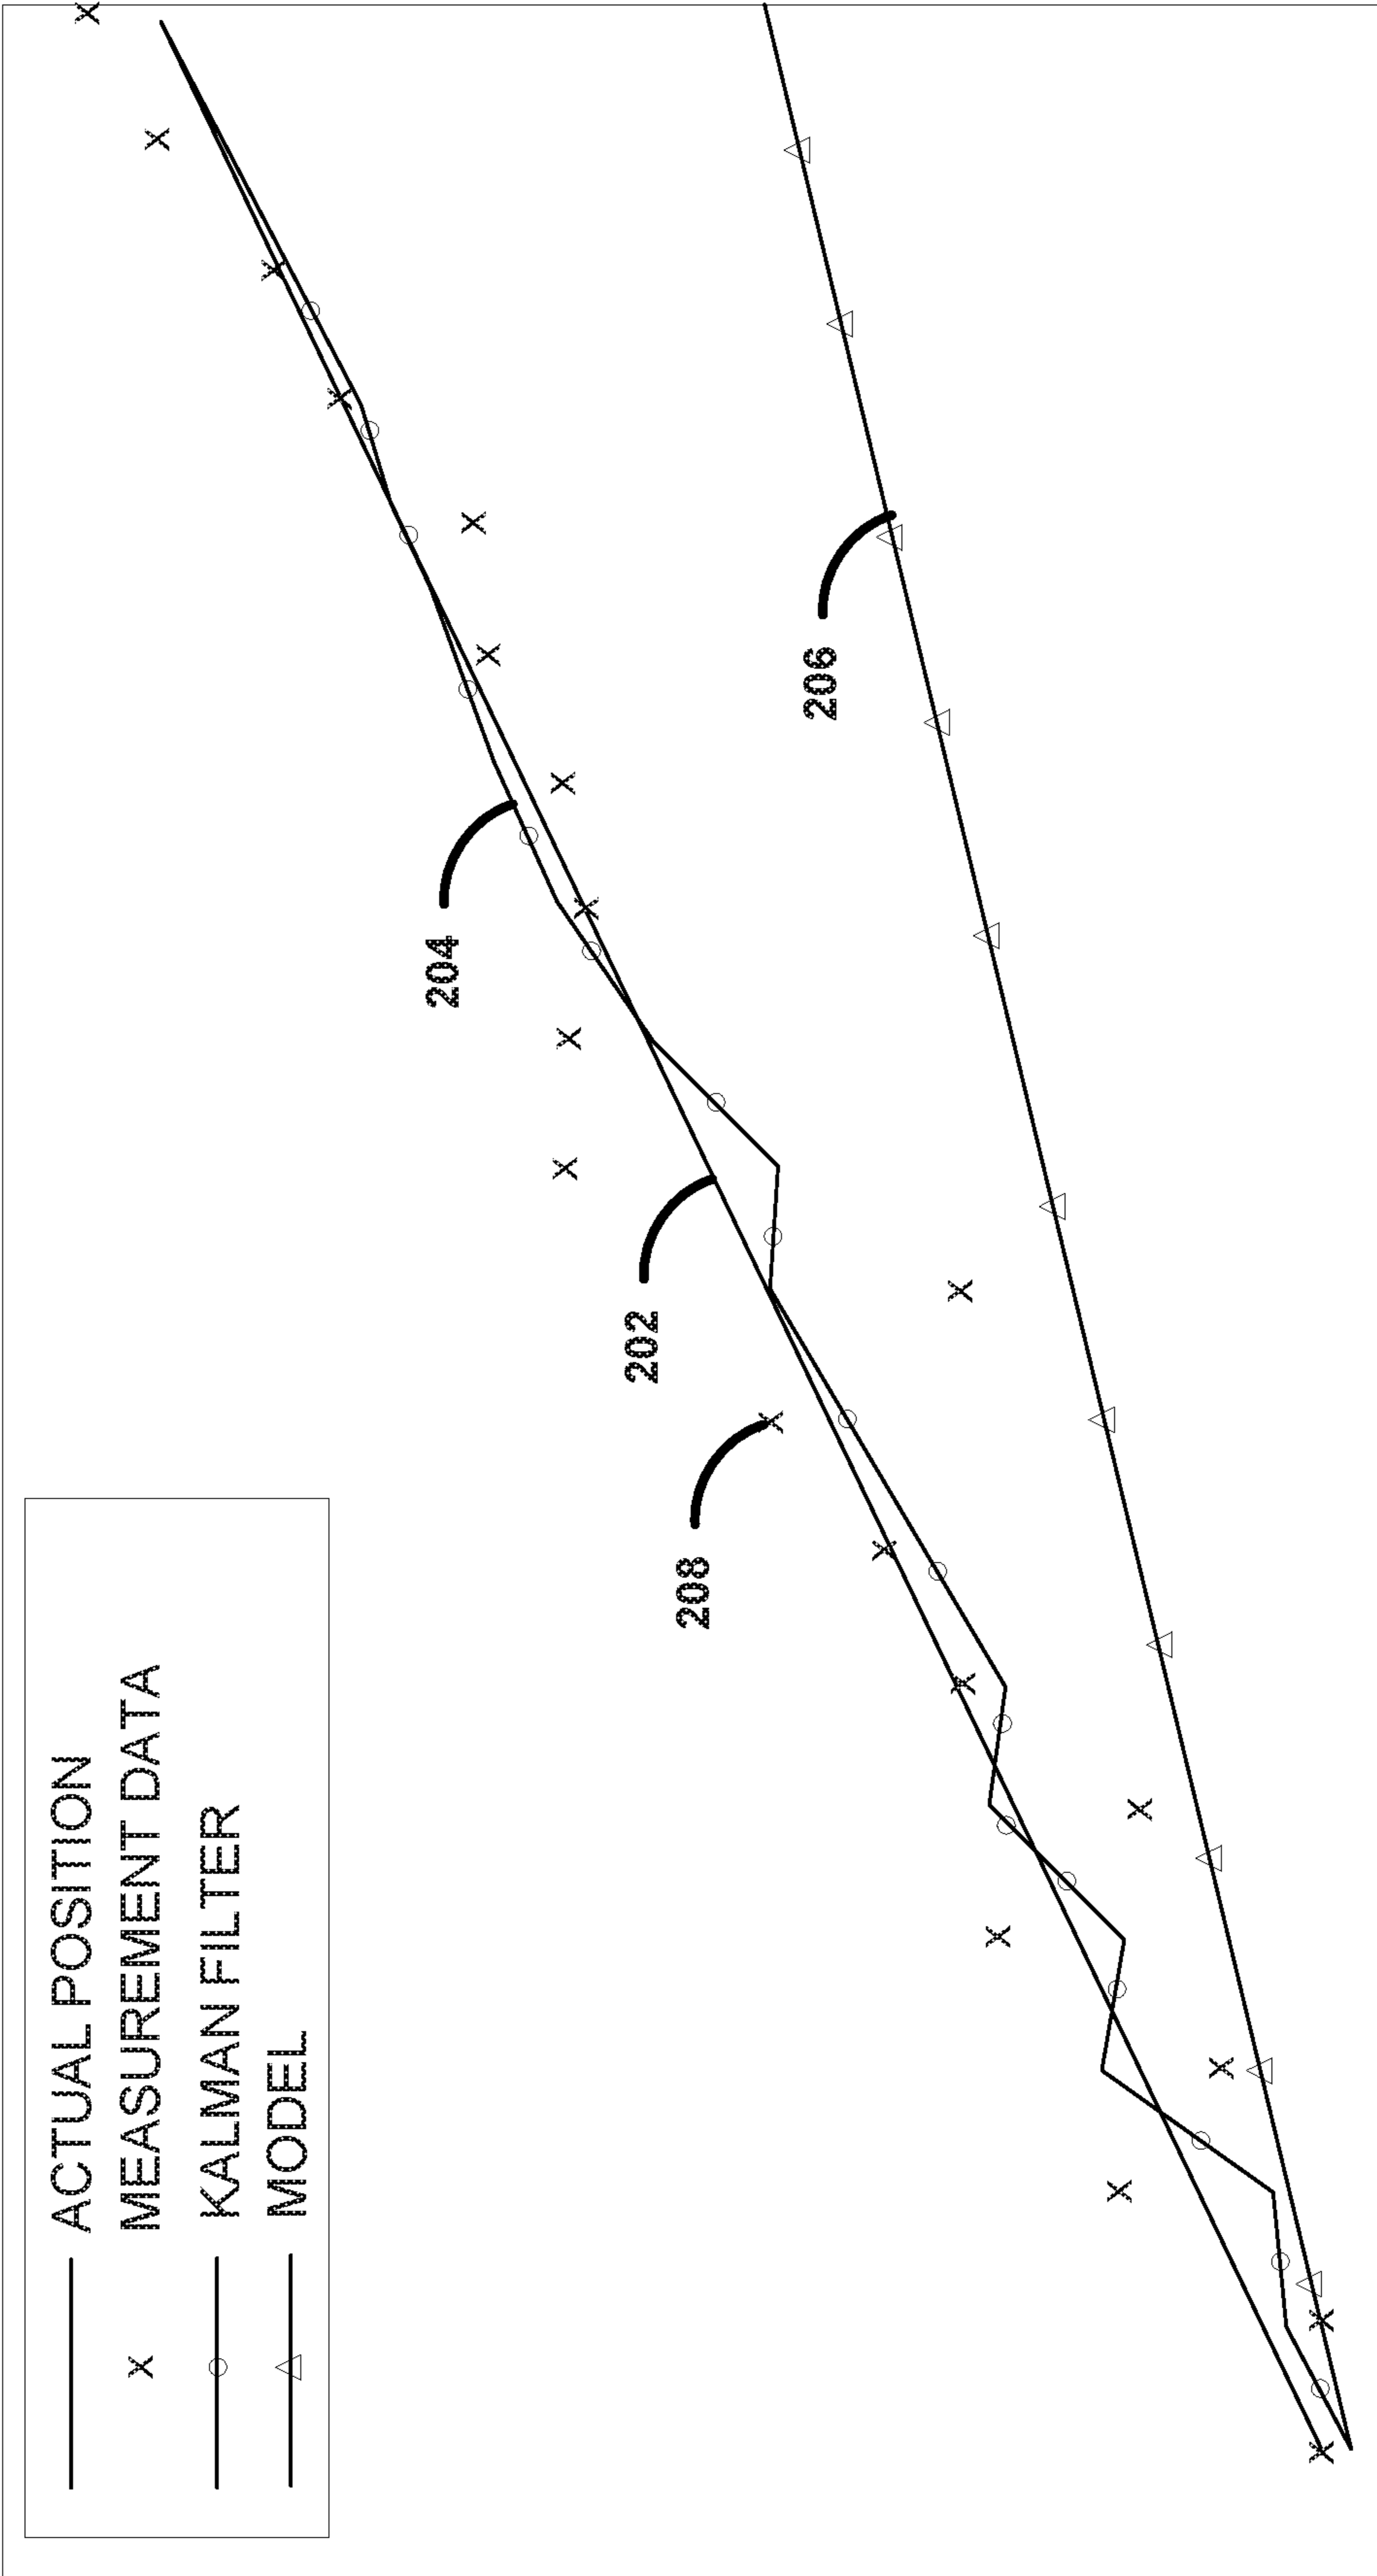 ACTUAL POSITION
X MEASUREMENT DATA
KALMAN FILTER
MODEL
204
206
202
208